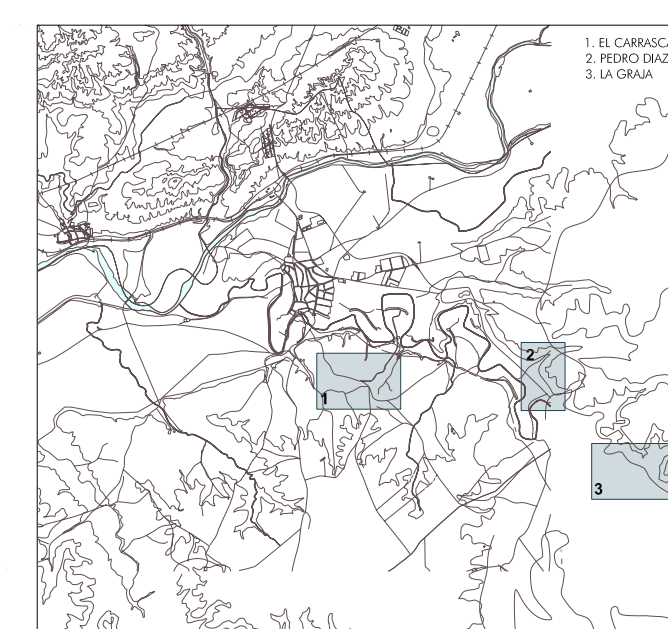 1. EL CARRASCA
2. PEDRO DIAZ
3. LA GRAJA
2
1
3